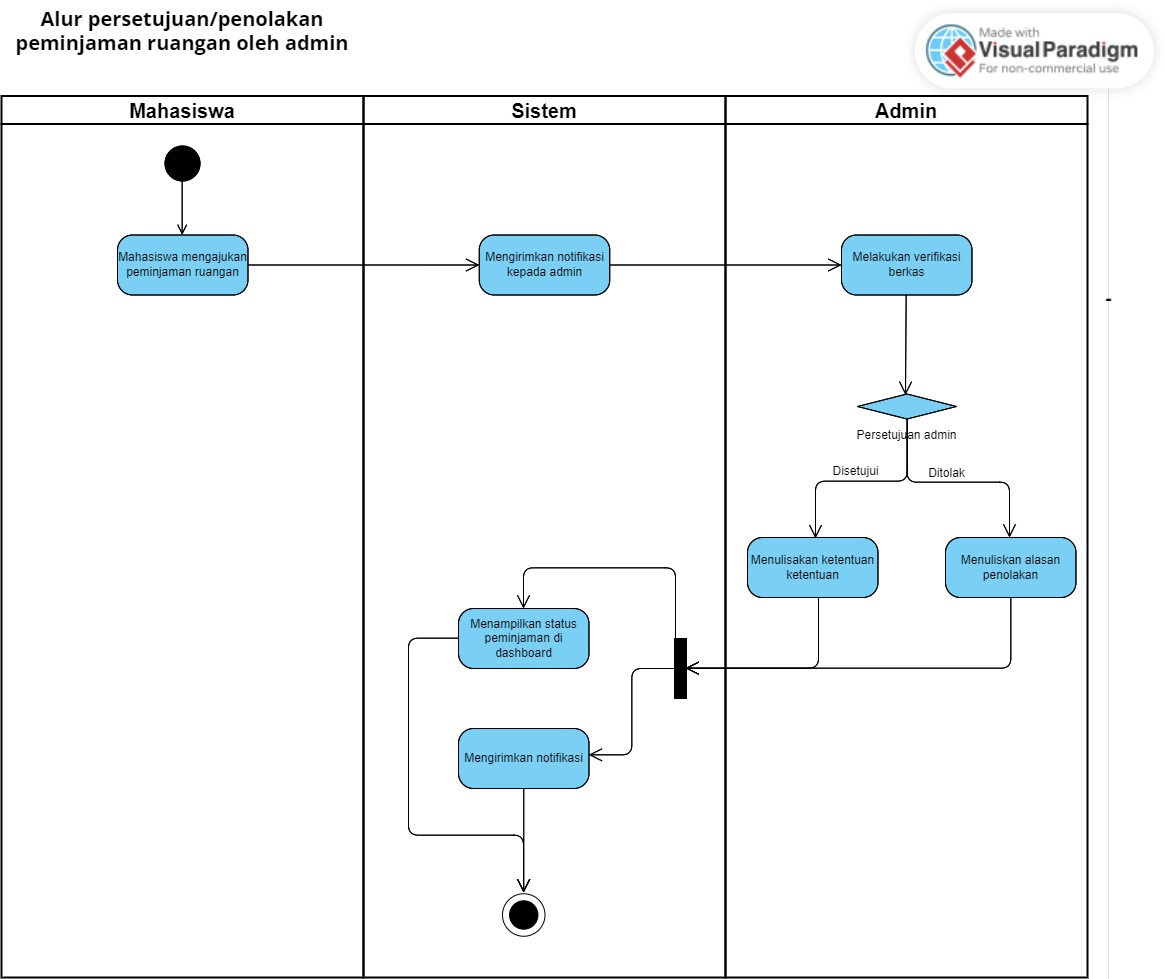 Alur persetujuan/penolakan
peminjaman ruangan oleh admin
Made with
Visual Paradigm
For non-commercial use
Mahasiswa
Sistem
Admin
Mahasiswa mengajukan
peminjaman ruangan
Mengirimkan notifikasi
kepada admin
Melakukan verifikasi
berkas
-
Persetujuan admin
Disetujui
Ditolak
Menulisakan ketentuan
ketentuan
Menuliskan alasan
penolakan
Menampilkan status
peminjaman di
dashboard
Mengirimkan notifikasi